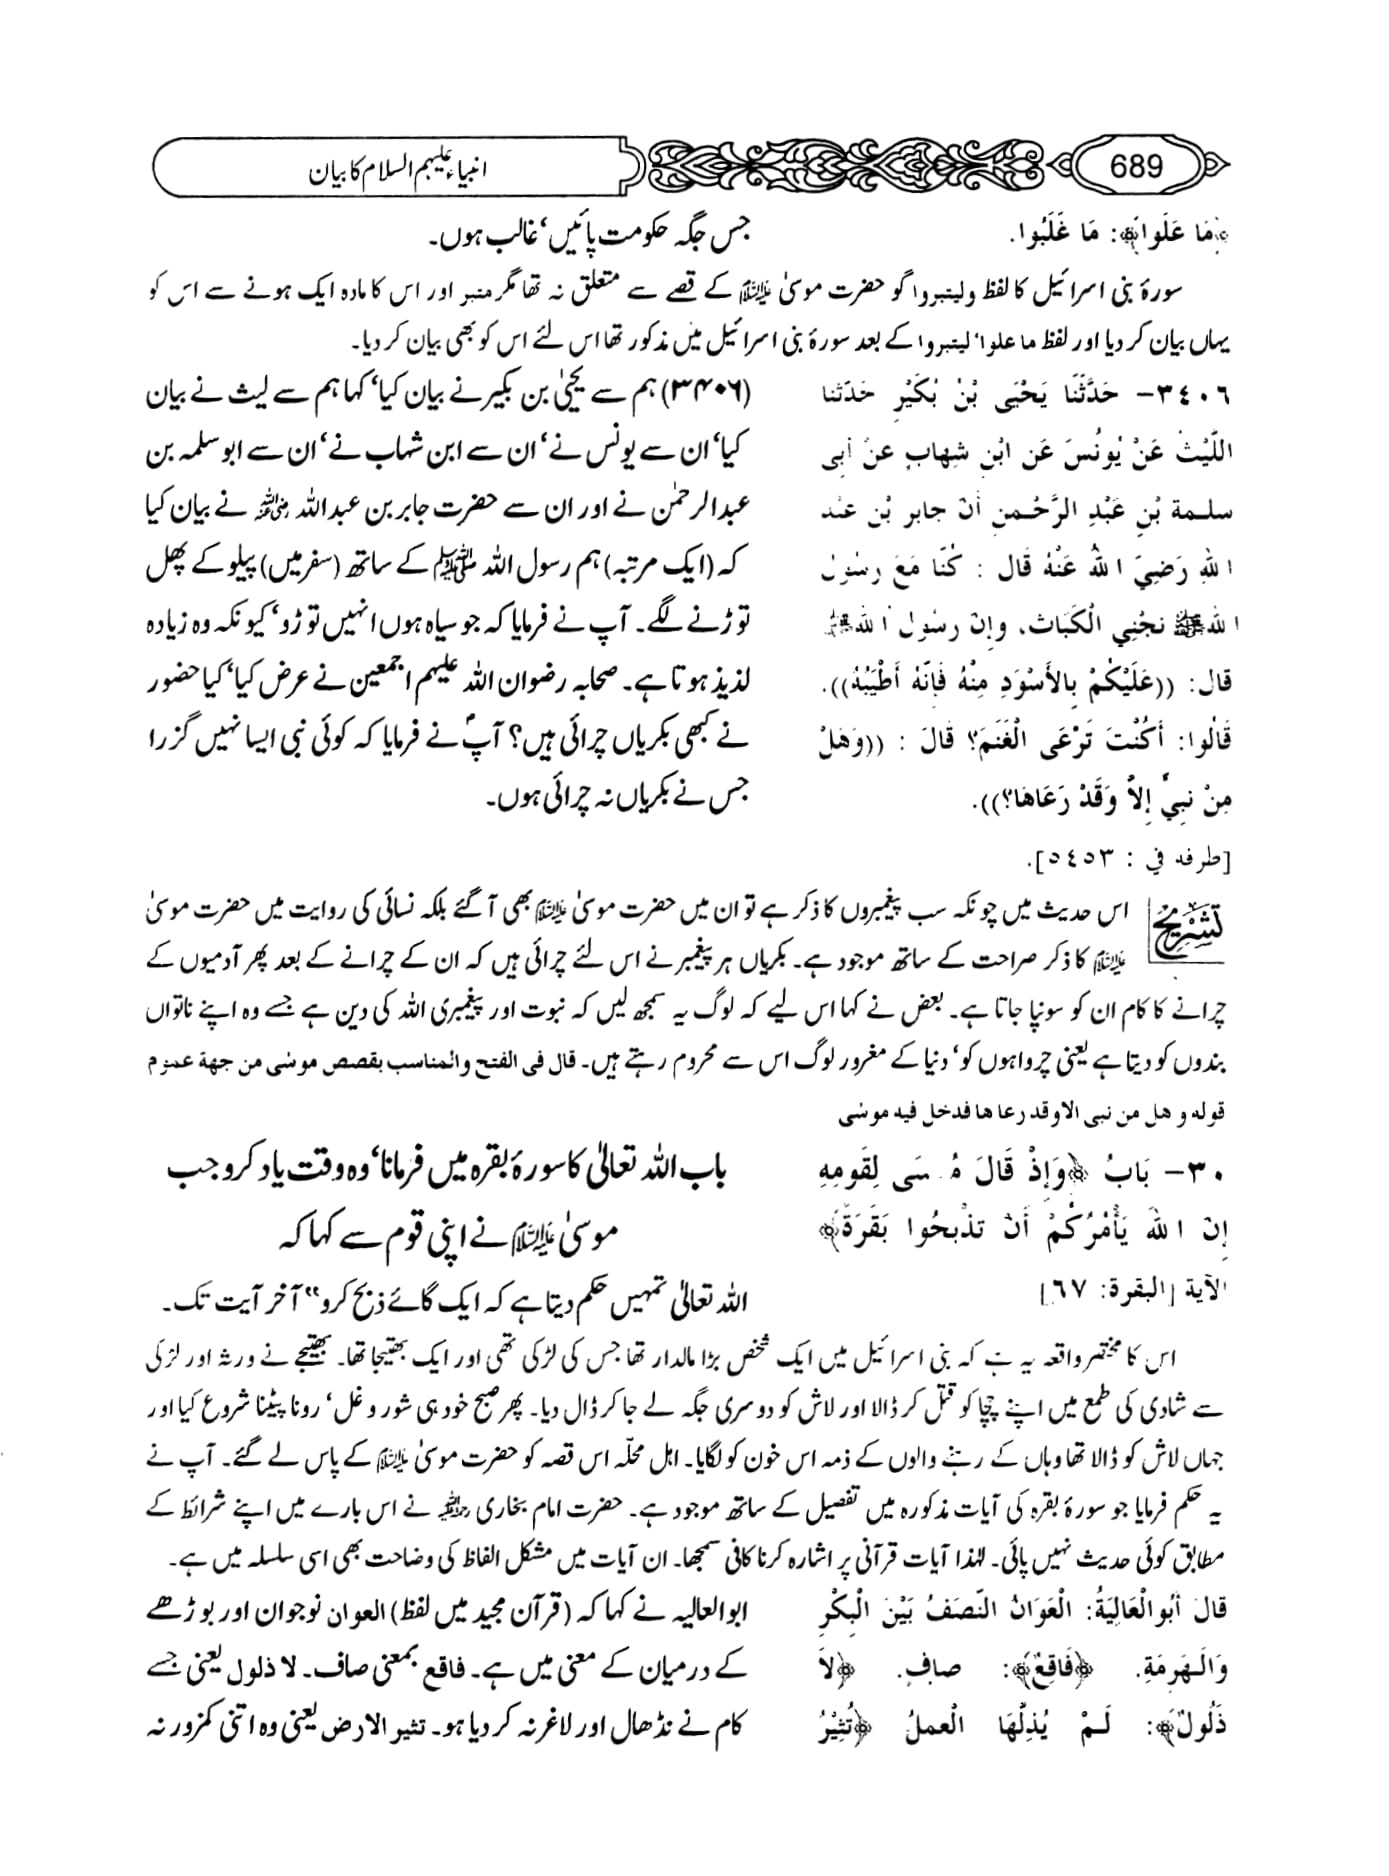 689
انبیاء علیہم السلام کا بیان
﴿مَا عَلَوا﴾: مَا غَلَبُوا.
جس جگہ حکومت پائیں‘ غالب ہوں۔
سورۂ بنی اسرائیل کا لفظ ولیتبروا گو حضرت موسیٰ علیہ السلام کے قصے سے متعلق نہ تھا مگر متبر اور اس کا مادہ ایک ہونے سے اس کو
یہاں بیان کر دیا اور لفظ ما علوا‘ لیتبروا کے بعد سورۂ بنی اسرائیل میں مذکور تھا اس لئے اس کو بھی بیان کر دیا۔
٣٤٠٦- حَدَّثَنَا يَحْيَى بْنُ بُكَيْرٍ حَدَّثَنَا
اللَّيْثُ عَنْ يُونُسَ عَنِ ابْنِ شِهَابٍ عَنْ أَبِي
سلمة بْنِ عَبْدِ الرَّحْمنِ أَنْ جابر بْن عبْد
اللهِ رَضِيَ اللهُ عَنْهُ قَالَ : كُنَّا مَعَ رسُوْل
اللهِ ﷺ نجْنِي الْكَبَاثَ، وإن رسُول اللهِ ﷺ
قال: ((عَلَيْكُمْ بِالأَسْوَدِ مِنْهُ فَإِنَّهُ أَطْيَبُهُ)).
قَالُوا: أَكُنْتَ تَرْعَى الْغَنَمَ؟ قَالَ : ((وَهَلْ
مِنْ نبِيٍّ إلاَّ وَقَدْ رَعَاهَا؟)).
[طرفه في : ٥٤٥٣].
(۳۴۰۶) ہم سے یحییٰ بن بکیر نے بیان کیا‘ کہا ہم سے لیث نے بیان
کیا‘ ان سے یونس نے‘ ان سے ابن شہاب نے‘ ان سے ابو سلمہ بن
عبدالرحمٰن نے اور ان سے حضرت جابر بن عبداللہ رضی اللہ عنہ نے بیان کیا
کہ (ایک مرتبہ) ہم رسول اللہ ﷺ کے ساتھ (سفر میں) پیلو کے پھل
توڑنے لگے۔ آپ نے فرمایا کہ جو سیاہ ہوں انہیں توڑو‘ کیونکہ وہ زیادہ
لذیذ ہوتا ہے۔ صحابہ رضوان اللہ علیہم اجمعین نے عرض کیا‘ کیا حضور
نے کبھی بکریاں چرائی ہیں؟ آپؐ نے فرمایا کہ کوئی نبی ایسا نہیں گزرا
جس نے بکریاں نہ چرائی ہوں۔
تشریح
اس حدیث میں چونکہ سب پیغمبروں کا ذکر ہے تو ان میں حضرت موسیٰ علیہ السلام بھی آ گئے بلکہ نسائی کی روایت میں حضرت موسیٰ
علیہ السلام کا ذکر صراحت کے ساتھ موجود ہے۔ بکریاں ہر پیغمبر نے اس لئے چرائی ہیں کہ ان کے چرانے کے بعد پھر آدمیوں کے
چرانے کا کام ان کو سونپا جاتا ہے۔ بعض نے کہا اس لیے کہ لوگ یہ سمجھ لیں کہ نبوت اور پیغمبری اللہ کی دین ہے جسے وہ اپنے ناتواں
بندوں کو دیتا ہے یعنی چرواہوں کو‘ دنیا کے مغرور لوگ اس سے محروم رہتے ہیں۔ قال فی الفتح والمناسب بقصص موسٰی من جهة عموم
قوله و هل من نبی الاوقد رعاها فدخل فیه موسٰی
٣٠- بَابُ ﴿وَإِذْ قَالَ مُوسَى لِقَومِهِ
إِن اللهَ يَأْمُرُكُمْ أَنْ تذْبحُوا بَقَرَةً﴾
الآية [البقرة: ٦٧]
باب اللہ تعالیٰ کا سورۂ بقرہ میں فرمانا‘ وہ وقت یاد کرو جب
موسیٰ علیہ السلام نے اپنی قوم سے کہا کہ
اللہ تعالیٰ تمہیں حکم دیتا ہے کہ ایک گائے ذبح کرو“ آخر آیت تک۔
اس کا مختصر واقعہ یہ ہے کہ بنی اسرائیل میں ایک شخص بڑا مالدار تھا جس کی لڑکی تھی اور ایک بھتیجا تھا۔ بھتیجے نے ورثہ اور لڑکی
سے شادی کی طمع میں اپنے چچا کو قتل کر ڈالا اور لاش کو دوسری جگہ لے جا کر ڈال دیا۔ پھر صبح خود ہی شور و غل‘ رونا پیٹنا شروع کیا اور
جہاں لاش کو ڈالا تھا وہاں کے رہنے والوں کے ذمہ اس خون کو لگایا۔ اہل محلّہ اس قصہ کو حضرت موسیٰ علیہ السلام کے پاس لے گئے۔ آپ نے
یہ حکم فرمایا جو سورۂ بقرہ کی آیات مذکورہ میں تفصیل کے ساتھ موجود ہے۔ حضرت امام بخاری رحمہ اللہ نے اس بارے میں اپنے شرائط کے
مطابق کوئی حدیث نہیں پائی۔ لہٰذا آیات قرآنی پر اشارہ کرنا کافی سمجھا۔ ان آیات میں مشکل الفاظ کی وضاحت بھی اسی سلسلہ میں ہے۔
قالَ أبُو الْعَالِيَةُ: الْعَوَانُ النَّصَفُ بَيْنَ الْبِكْرِ
وَالْهَرِمَةِ. ﴿فَاقِعٌ﴾: صافٍ. ﴿لاَ
ذَلُولٌ﴾: لَمْ يُذِلَّهَا الْعملُ ﴿تُثِيْرُ
ابوالعالیہ نے کہا کہ (قرآن مجید میں لفظ) العوان نوجوان اور بوڑھے
کے درمیان کے معنی میں ہے۔ فاقع بمعنی صاف۔ لا ذلول یعنی جسے
کام نے نڈھال اور لاغر نہ کر دیا ہو۔ تثیر الارض یعنی وہ اتنی کمزور نہ